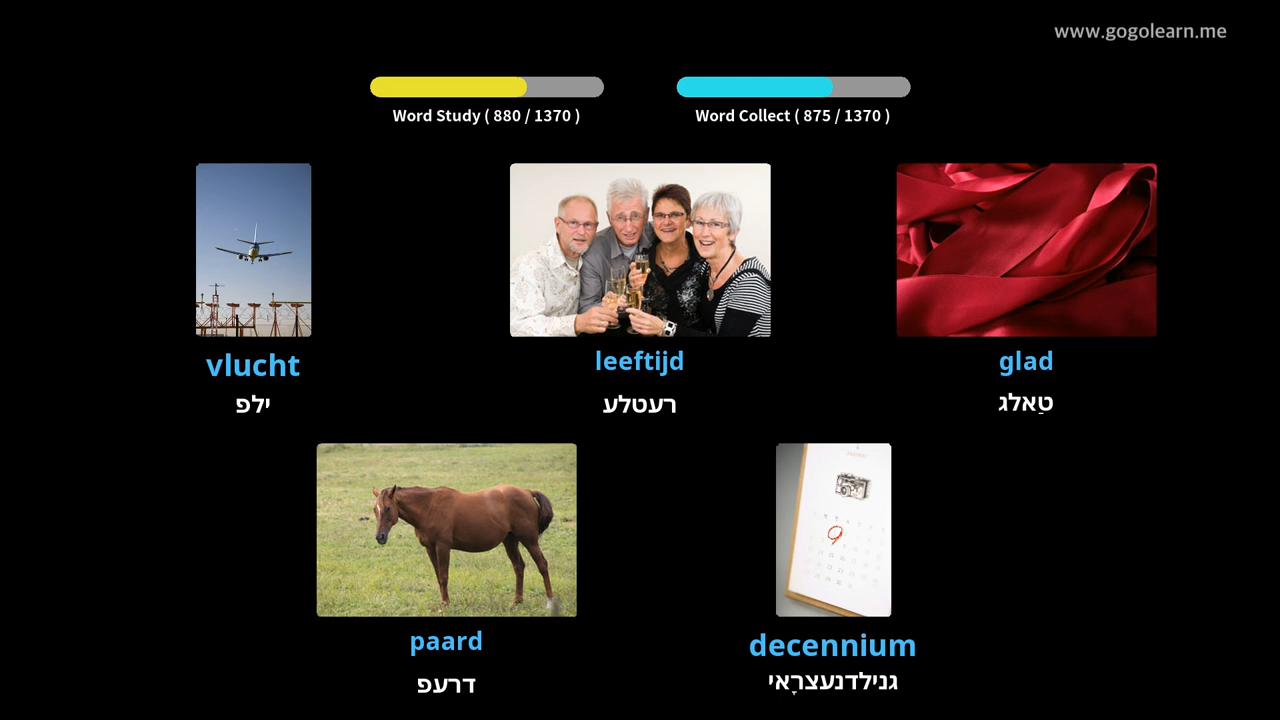 www.gogolearn.me
Word Study ( 880 / 1370 )
Word Collect ( 875 / 1370 )
vlucht
ילפ
leeftijd
רעטלע
glad
טַאלג
paard
דרעפ
decennium
גנילדנעצרָאי